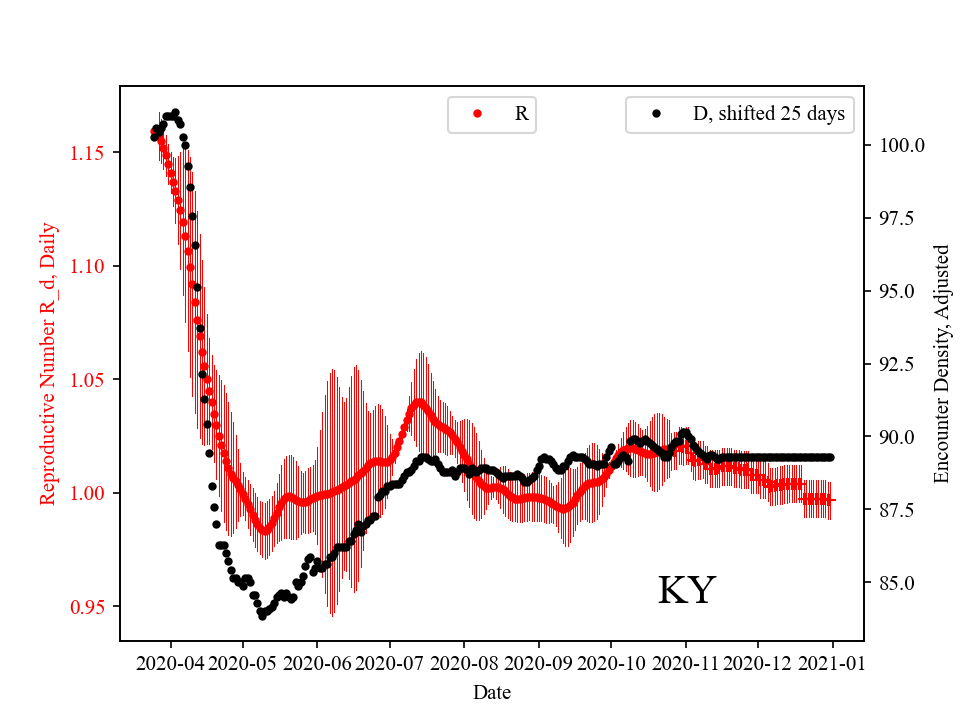 R
D, shifted 25 days
Reproductive Number R_d, Daily
1.15
1.10
1.05
1.00
0.95
100.0
97.5
95.0
92.5
90.0
87.5
85.0
Encounter Density, Adjusted
KY
2020-04 2020-05 2020-06 2020-07 2020-08 2020-09 2020-10 2020-11 2020-12 2021-01
Date